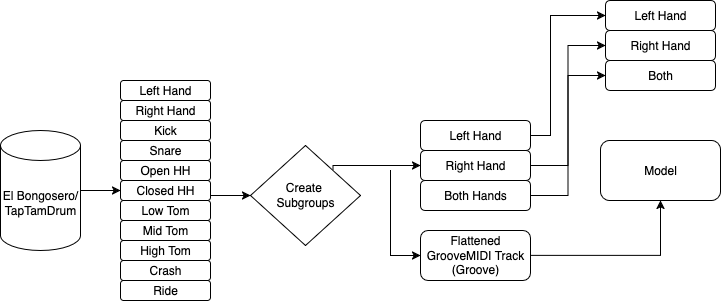 El Bongosero/
TapTamDrum
Left Hand
Right Hand
Kick
Snare
Open HH
Closed HH
Low Tom
Mid Tom
High Tom
Crash
Ride
Create
Subgroups
Left Hand
Right Hand
Both Hands
Flattened
GrooveMIDI Track
(Groove)
Left Hand
Right Hand
Both
Model